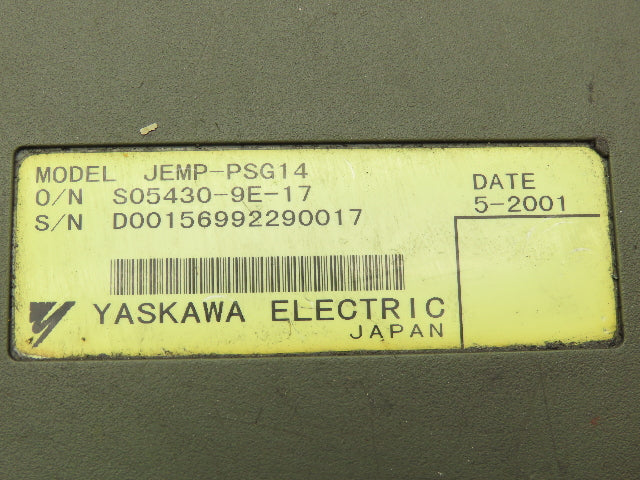 MODEL JEMP-PSG14
O/N S05430-9E-17
S/N D00156992290017
DATE
5-2001
YASKAWA ELECTRIC
JAPAN